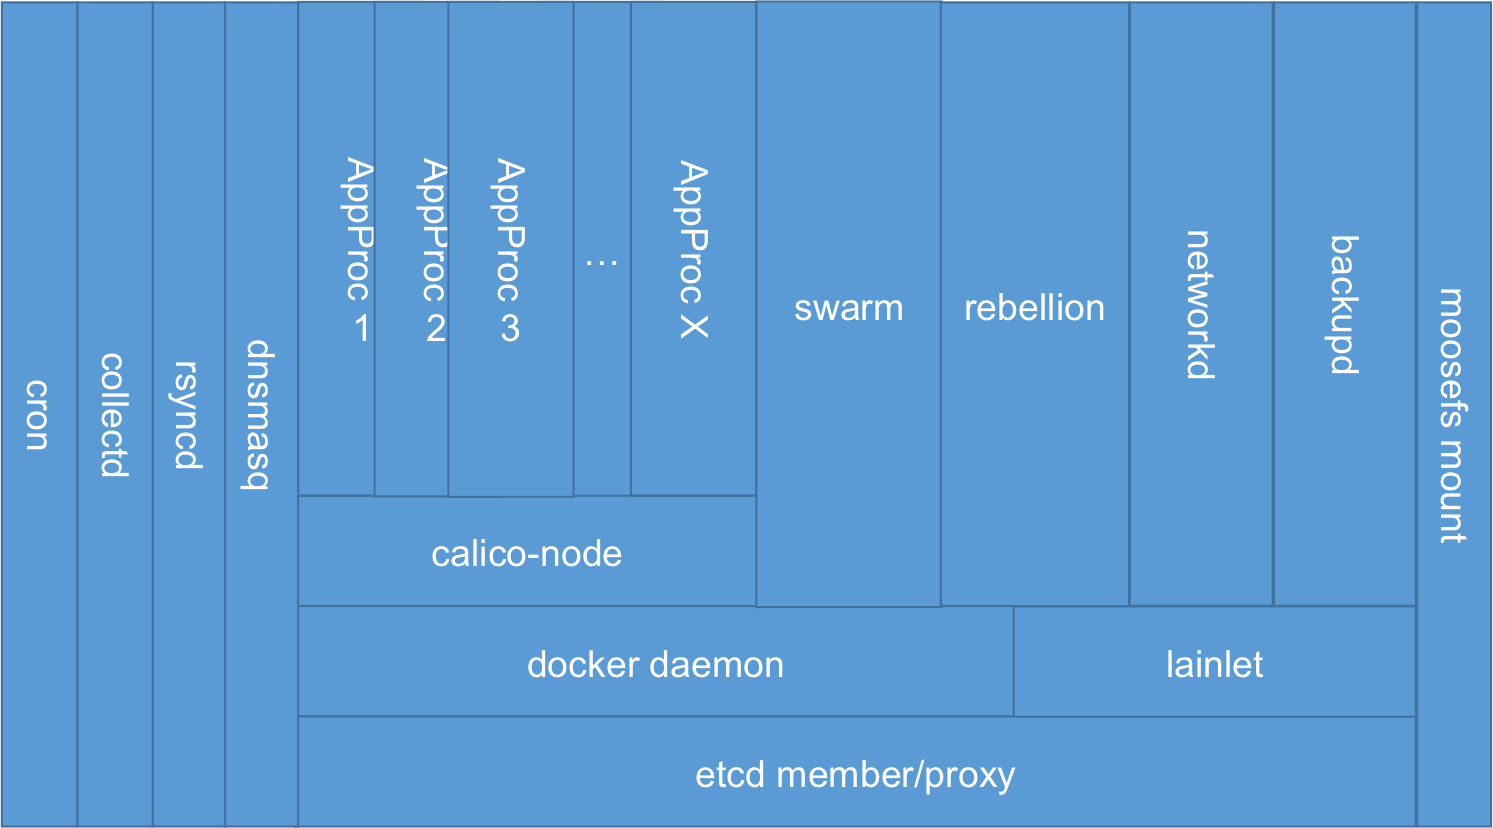 cron
collectd
rsyncd
dnsmasq
AppProc 1
AppProc 2
AppProc 3
...
AppProc X
swarm
rebellion
networkd
backupd
moosefs mount
calico-node
docker daemon
lainlet
etcd member/proxy